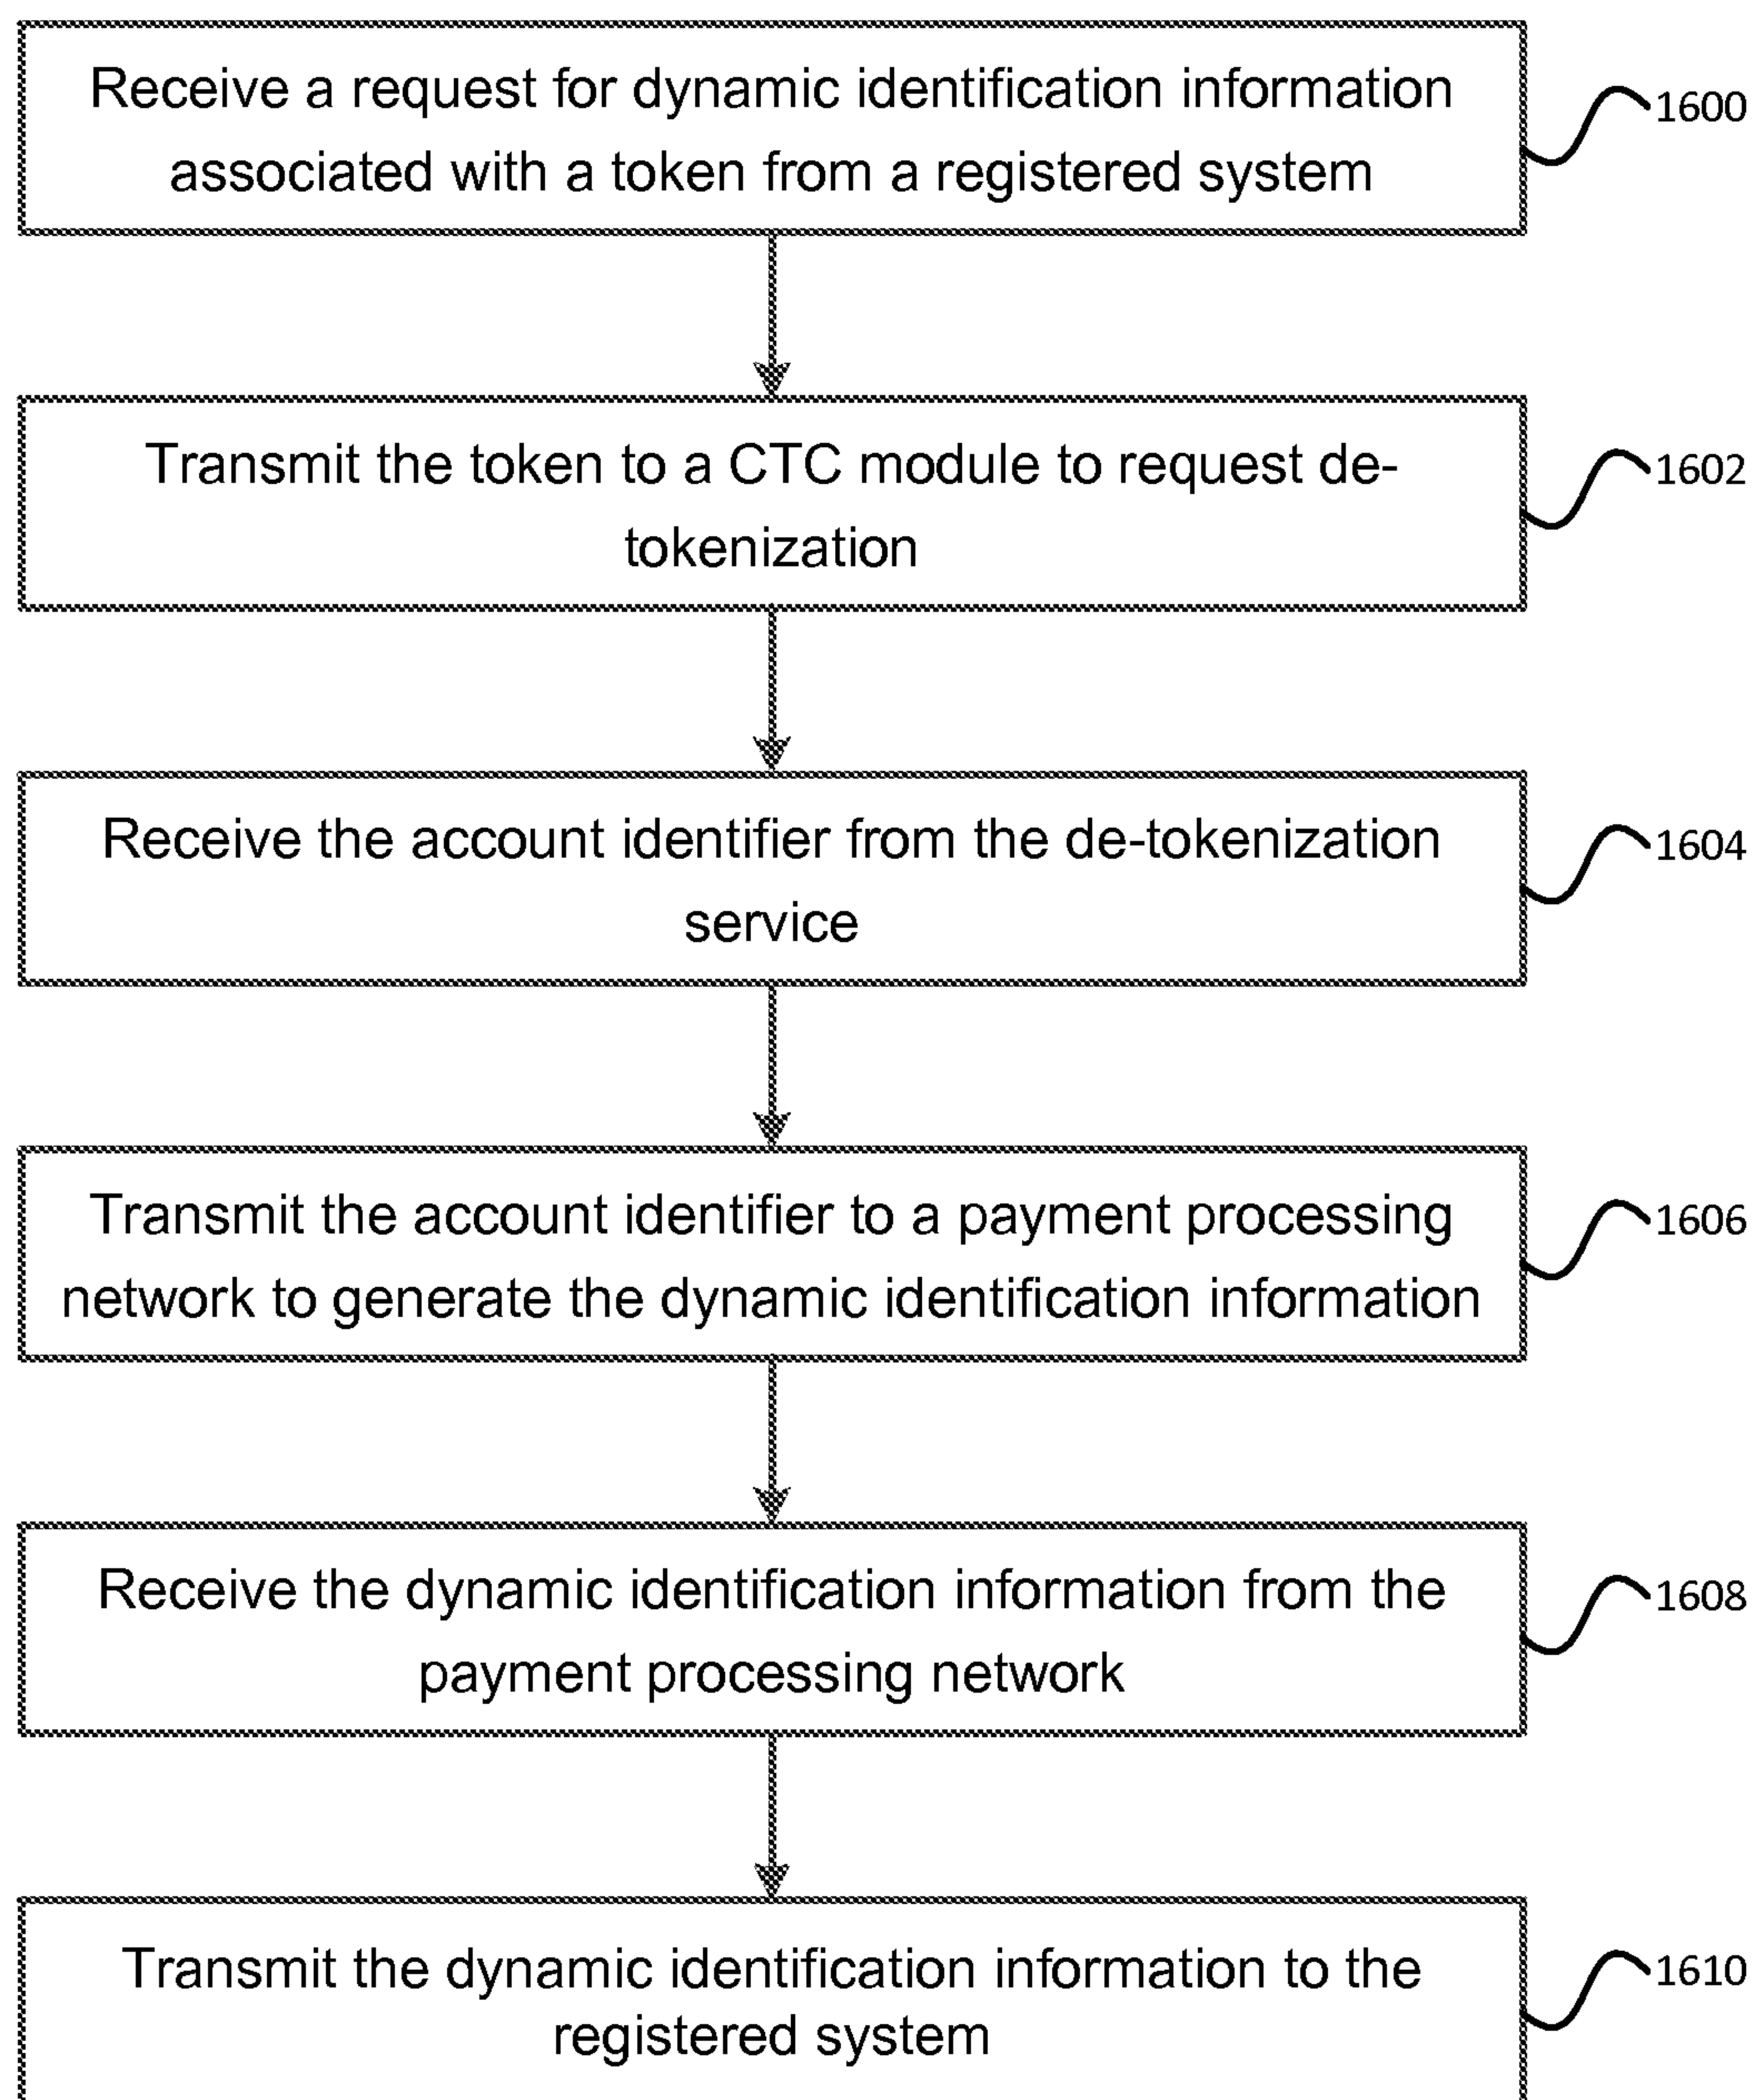 Receive a request for dynamic identification information
associated with a token from a registered system
1600
Transmit the token to a CTC module to request de-
tokenization
1602
Receive the account identifier from the de-tokenization
service
1604
Transmit the account identifier to a payment processing
network to generate the dynamic identification information
1606
Receive the dynamic identification information from the
payment processing network
1608
Transmit the dynamic identification information to the
registered system
1610